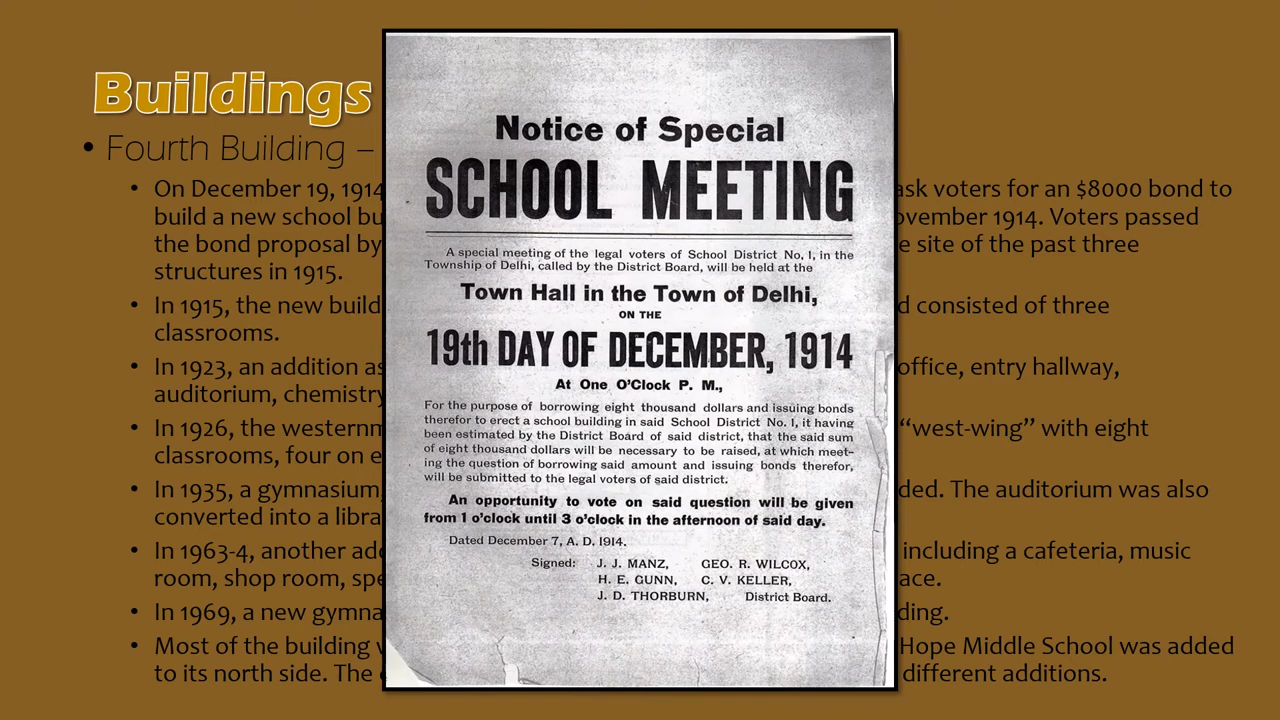 Buildings
• Fourth Building –
• On December 19, 1914
ask voters for an $8000 bond to
build a new school bu
ovember 1914. Voters passed
the bond proposal by
e site of the past three
structures in 1915.
• In 1915, the new build
d consisted of three
classrooms.
• In 1923, an addition as
office, entry hallway,
auditorium, chemistry
• In 1926, the westernm
“west-wing” with eight
classrooms, four on e
• In 1935, a gymnasium,
ded. The auditorium was also
converted into a libra
• In 1963-4, another add
including a cafeteria, music
room, shop room, spe
ace.
• In 1969, a new gymna
ding.
• Most of the building w
Hope Middle School was added
to its north side. The
different additions.
Notice of Special
SCHOOL MEETING
A special meeting of the legal voters of School District No. 1, in the
Township of Delhi, called by the District Board, will be held at the
Town Hall in the Town of Delhi,
ON THE
19th DAY OF DECEMBER, 1914
At One O'Clock P. M.,
For the purpose of borrowing eight thousand dollars and issuing bonds
therefor to erect a school building in said School District No. 1, it having
been estimated by the District Board of said district, that the said sum
of eight thousand dollars will be necessary to be raised, at which meet-
ing the question of borrowing said amount and issuing bonds therefor,
will be submitted to the legal voters of said district.
An opportunity to vote on said question will be given
from 1 o'clock until 3 o'clock in the afternoon of said day.
Dated December 7, A. D. 1914.
Signed: J. J. MANZ, GEO. R. WILCOX,
H. E. GUNN, C. V. KELLER,
J. D. THORBURN, District Board.